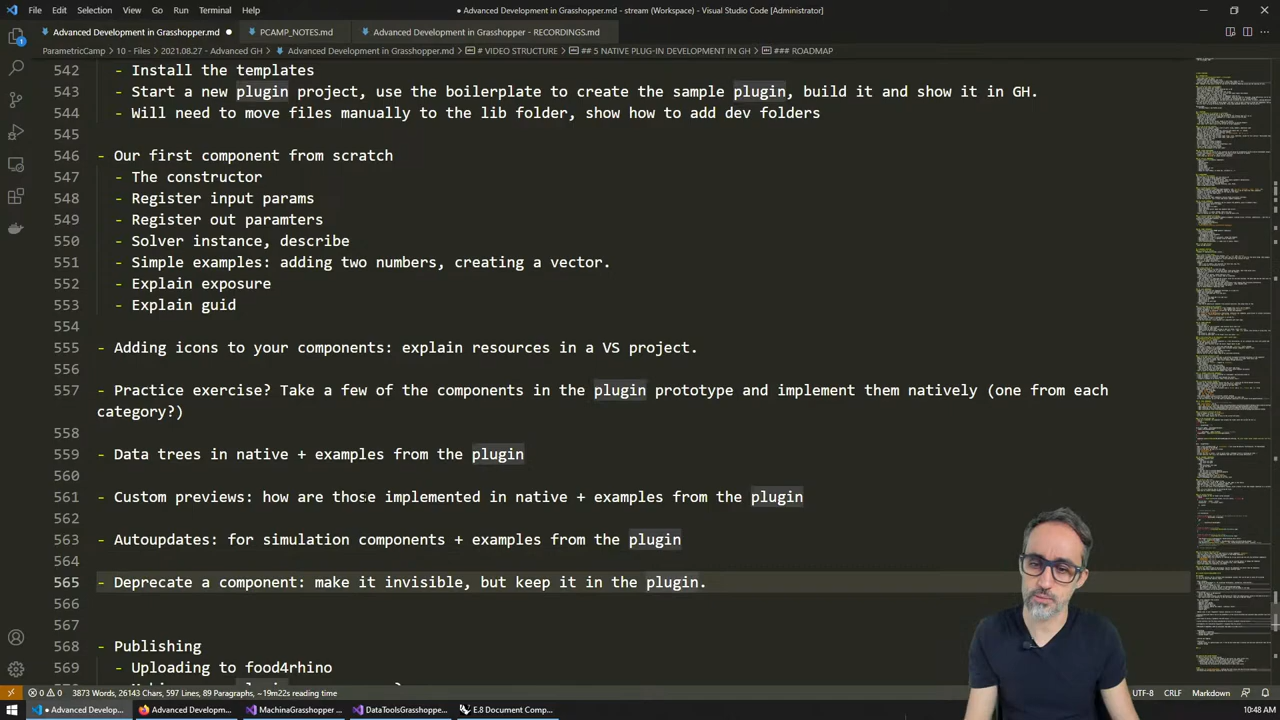 File Edit Selection View Go Run Terminal Help
● Advanced Development in Grasshopper.md - stream (Workspace) - Visual Studio Code [Administrator]
Advanced Development in Grasshopper.md ● PCAMP_NOTES.md Advanced Development in Grasshopper - RECORDINGS.md
ParametricCamp > 10 - Files > 2021.08.27 - Advanced GH > Advanced Development in Grasshopper.md > # VIDEO STRUCTURE > ## 5 NATIVE PLUG-IN DEVELOPMENT IN GH > ### ROADMAP
542 - Install the templates
543 - Start a new plugin project, use the boilerplate to create the sample plugin, build it and show it in GH.
544 - Will need to move files manually to the lib folder, show how to add dev folders
545
546 - Our first component from scratch
547 - The constructor
548 - Register input params
549 - Register out paramters
550 - Solver instance, describe
551 - Simple examples: adding two numbers, creating a vector.
552 - Explain exposure
553 - Explain guid
554
555 - Adding icons to your components: explain resources in a VS project.
556
557 - Practice exercise? Take a few of the components in the plugin prototype and implement them natively (one from each
category?)
558
559 - Data trees in native + examples from the plugin
560
561 - Custom previews: how are those implemented in native + examples from the plugin
562
563 - Autoupdates: for simulation components + examples from the plugin
564
565 - Deprecate a component: make it invisible, but keep it in the plugin.
566
567
568 - Publishing
569 - Uploading to food4rhino
0 0 3873 Words, 26143 Chars, 597 Lines, 89 Paragraphs, ~19m22s reading time UTF-8 CRLF Markdown
● Advanced Develop... Advanced Developm... MachinaGrasshopper ... DataToolsGrasshoppe... E.8 Document Comp... 10:48 AM